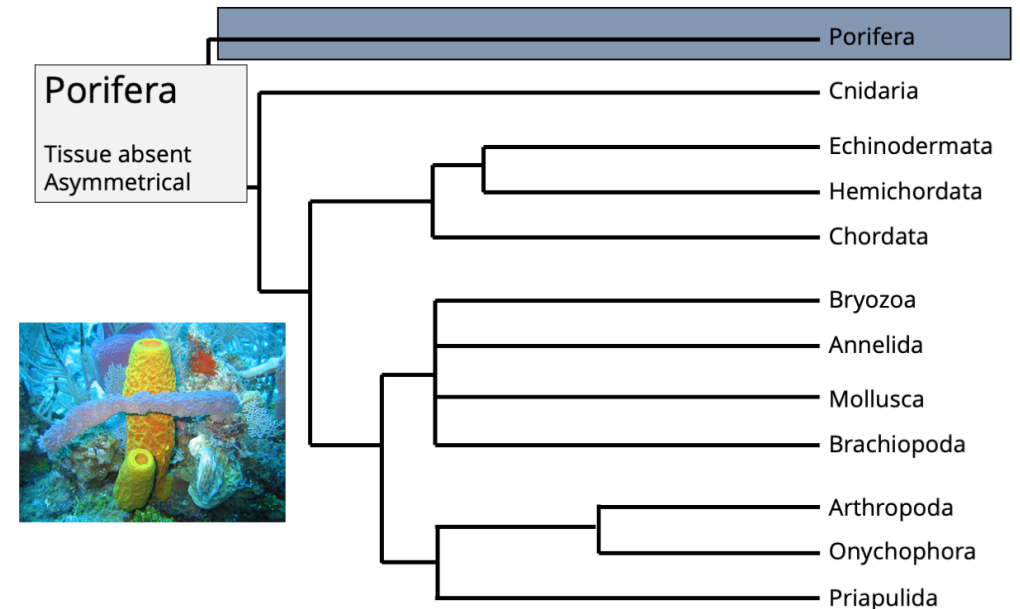 Porifera
Porifera
Tissue absent
Asymmetrical
Cnidaria
Echinodermata
Hemichordata
Chordata
Bryozoa
Annelida
Mollusca
Brachiopoda
Arthropoda
Onychophora
Priapulida